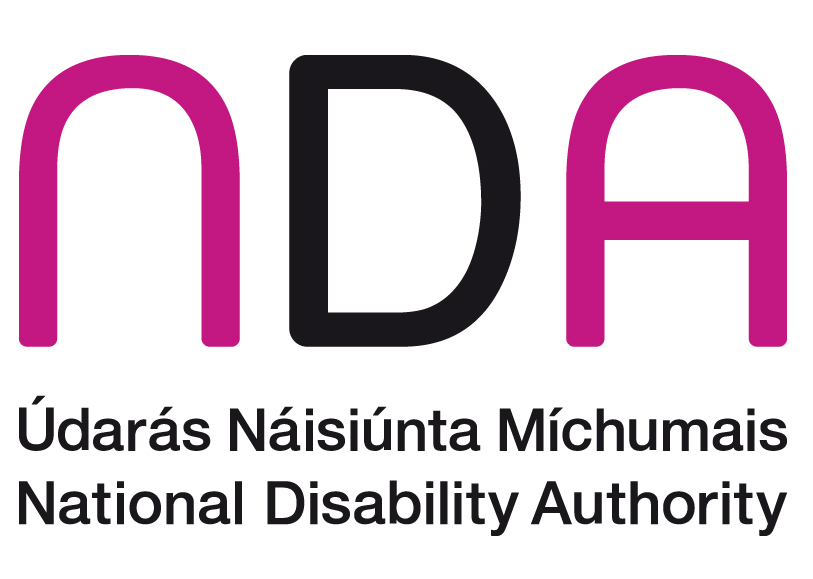 NDA
Údarás Náisiúnta Míchumais
National Disability Authority